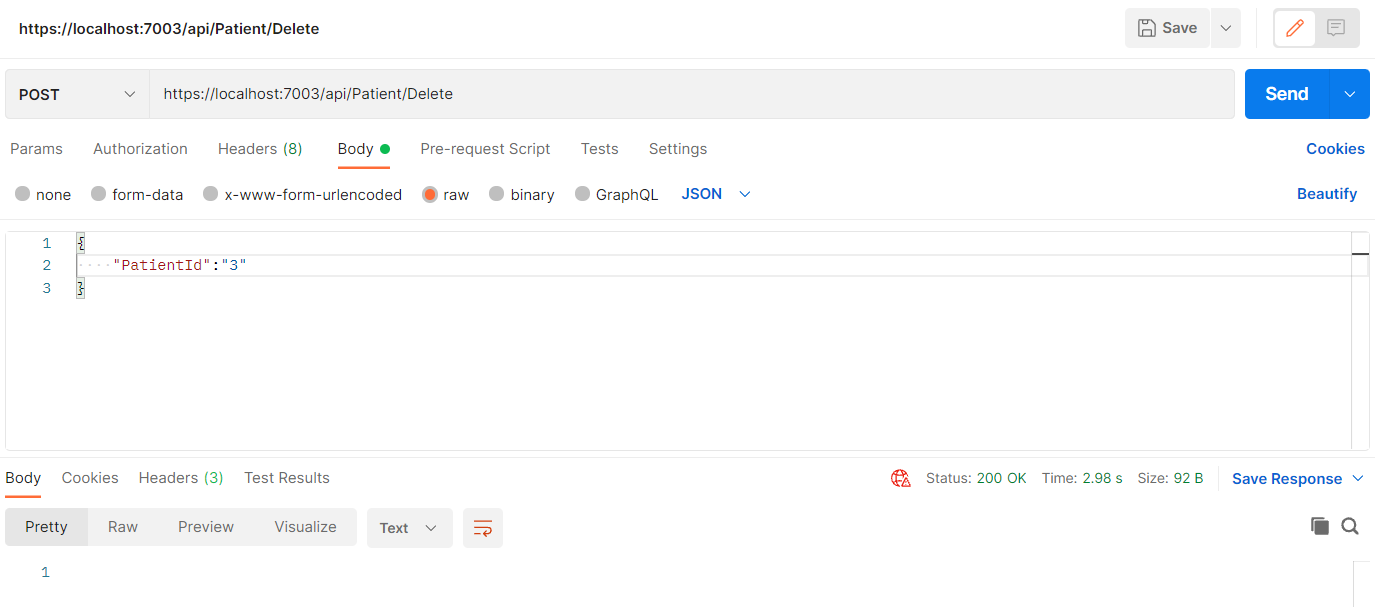 https://localhost:7003/api/Patient/Delete Save
POST https://localhost:7003/api/Patient/Delete Send
Params Authorization Headers (8) Body Pre-request Script Tests Settings Cookies
none form-data x-www-form-urlencoded raw binary GraphQL JSON Beautify
1 {
2 "PatientId":"3"
3 }
Body Cookies Headers (3) Test Results Status: 200 OK Time: 2.98 s Size: 92 B Save Response
Pretty Raw Preview Visualize Text
1